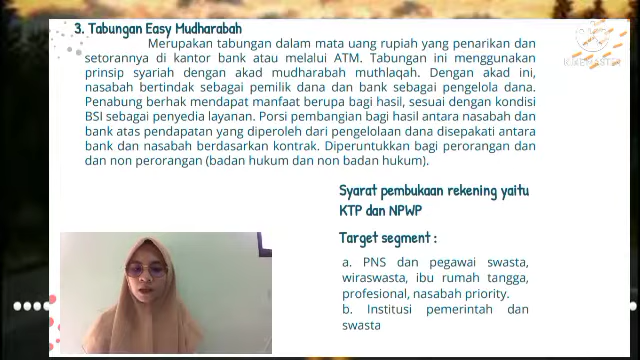 3. Tabungan Easy Mudharabah
Merupakan tabungan dalam mata uang rupiah yang penarikan dan
setorannya di kantor bank atau melalui ATM. Tabungan ini menggunakan
prinsip syariah dengan akad mudharabah muthlaqah. Dengan akad ini,
nasabah bertindak sebagai pemilik dana dan bank sebagai pengelola dana.
Penabung berhak mendapat manfaat berupa bagi hasil, sesuai dengan kondisi
BSI sebagai penyedia layanan. Porsi pembangian bagi hasil antara nasabah dan
bank atas pendapatan yang diperoleh dari pengelolaan dana disepakati antara
bank dan nasabah berdasarkan kontrak. Diperuntukkan bagi perorangan dan
dan non perorangan (badan hukum dan non badan hukum).
Syarat pembukaan rekening yaitu
KTP dan NPWP
Target segment :
a. PNS dan pegawai swasta,
wiraswasta, ibu rumah tangga,
profesional, nasabah priority.
b. Institusi pemerintah dan
swasta